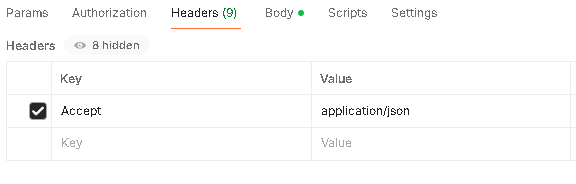 Params Authorization Headers (9) Body Scripts Settings
Headers 8 hidden
Key Value
Accept application/json
Key Value